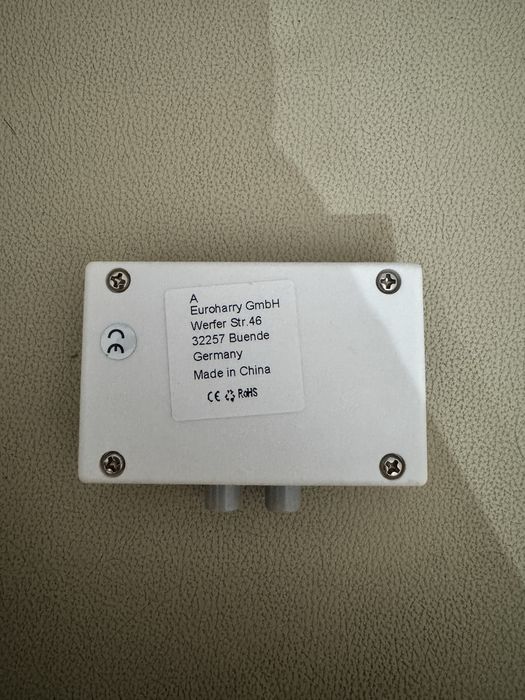 CE
A
Euroharry GmbH
Werfer Str.46
32257 Buende
Germany
Made in China
CE RoHS